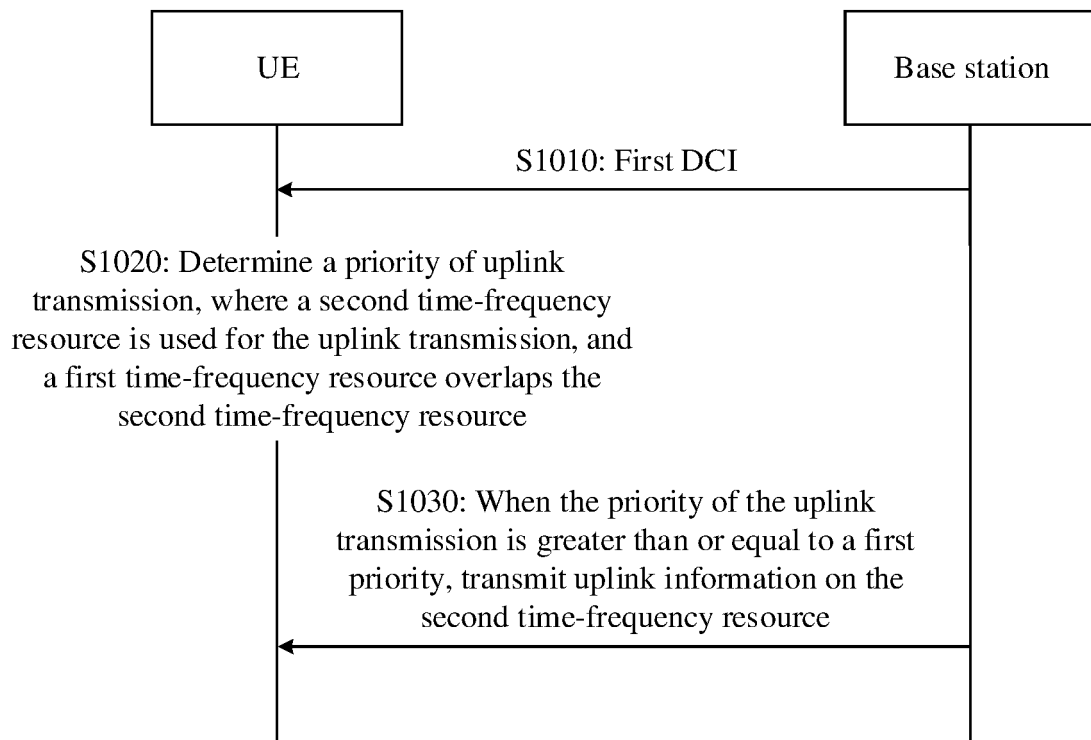 UE
Base station
S1010: First DCI
S1020: Determine a priority of uplink
transmission, where a second time-frequency
resource is used for the uplink transmission, and
a first time-frequency resource overlaps the
second time-frequency resource
S1030: When the priority of the uplink
transmission is greater than or equal to a first
priority, transmit uplink information on the
second time-frequency resource